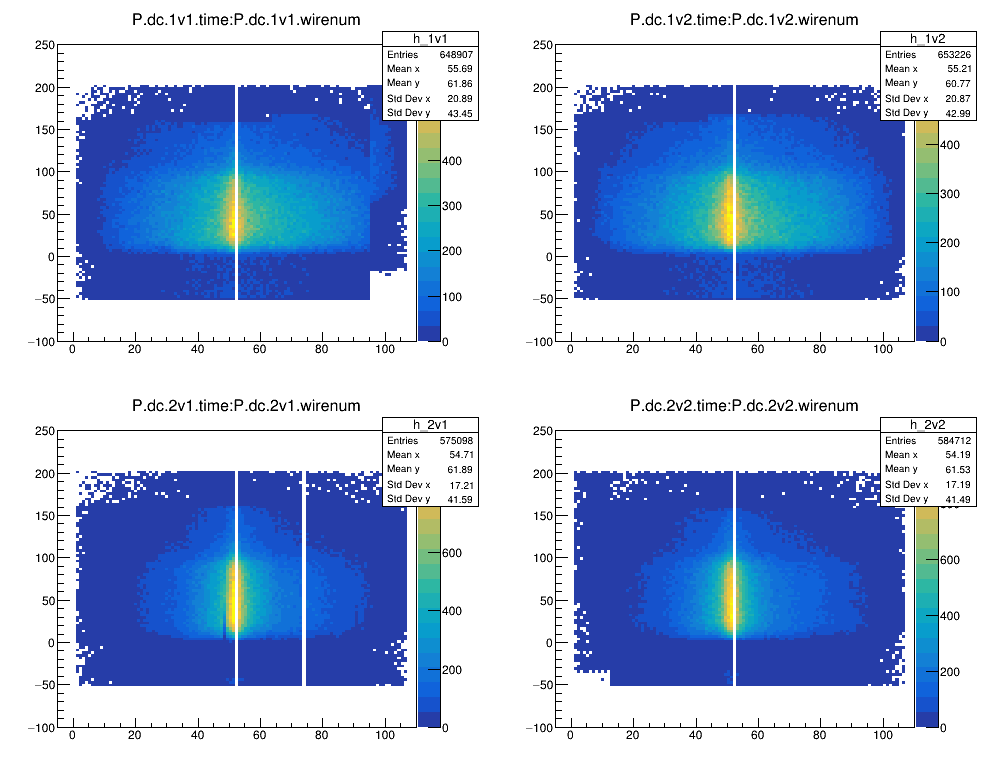 P.dc.1v1.time:P.dc.1v1.wirenum
h_1v1
Entries 648907
Mean x 55.69
Mean y 61.86
Std Dev x 20.89
Std Dev y 43.45
250
200
150
100
50
0
−50
−100
0 20 40 60 80 100
400
300
200
100
0
P.dc.1v2.time:P.dc.1v2.wirenum
h_1v2
Entries 653226
Mean x 55.21
Mean y 60.77
Std Dev x 20.87
Std Dev y 42.99
250
200
150
100
50
0
−50
−100
0 20 40 60 80 100
400
300
200
100
0
P.dc.2v1.time:P.dc.2v1.wirenum
h_2v1
Entries 575098
Mean x 54.71
Mean y 61.89
Std Dev x 17.21
Std Dev y 41.59
250
200
150
100
50
0
−50
−100
0 20 40 60 80 100
600
400
200
0
P.dc.2v2.time:P.dc.2v2.wirenum
h_2v2
Entries 584712
Mean x 54.19
Mean y 61.53
Std Dev x 17.19
Std Dev y 41.49
250
200
150
100
50
0
−50
−100
0 20 40 60 80 100
600
400
200
0